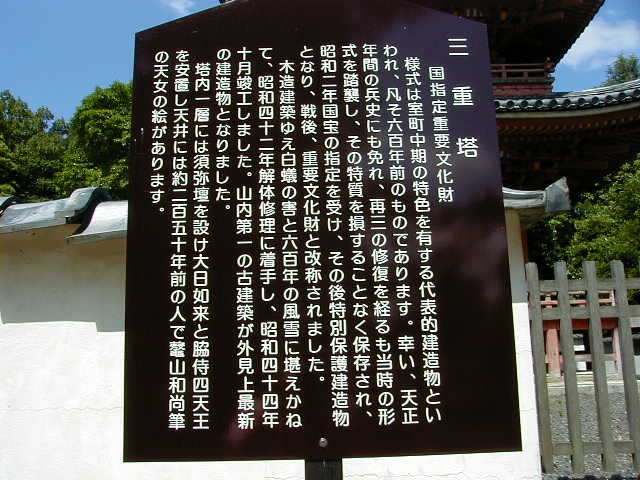 三重塔
国指定重要文化財
様式は室町中期の特色を有する代表的建造物とい
われ、凡そ六百年前のものであります。幸い、天正
年間の兵史にも免れ、再三の修復を経るも当時の形
式を踏襲し、その特質を損することなく保存され、
昭和二年国宝の指定を受け、その後特別保護建造物
となり、戦後、重要文化財と改称されました。
木造建築ゆえ白蟻の害と六百年の風雪に堪えかね
て、昭和四十二年解体修理に着手し、昭和四十四年
十月竣工しました。山内第一の古建築が外見上最新
の建造物となりました。
塔内一層には須弥壇を設け大日如来と脇侍四天王
を安置し天井には約二百五十年前の人で鼇山和尚筆
の天女の絵があります。